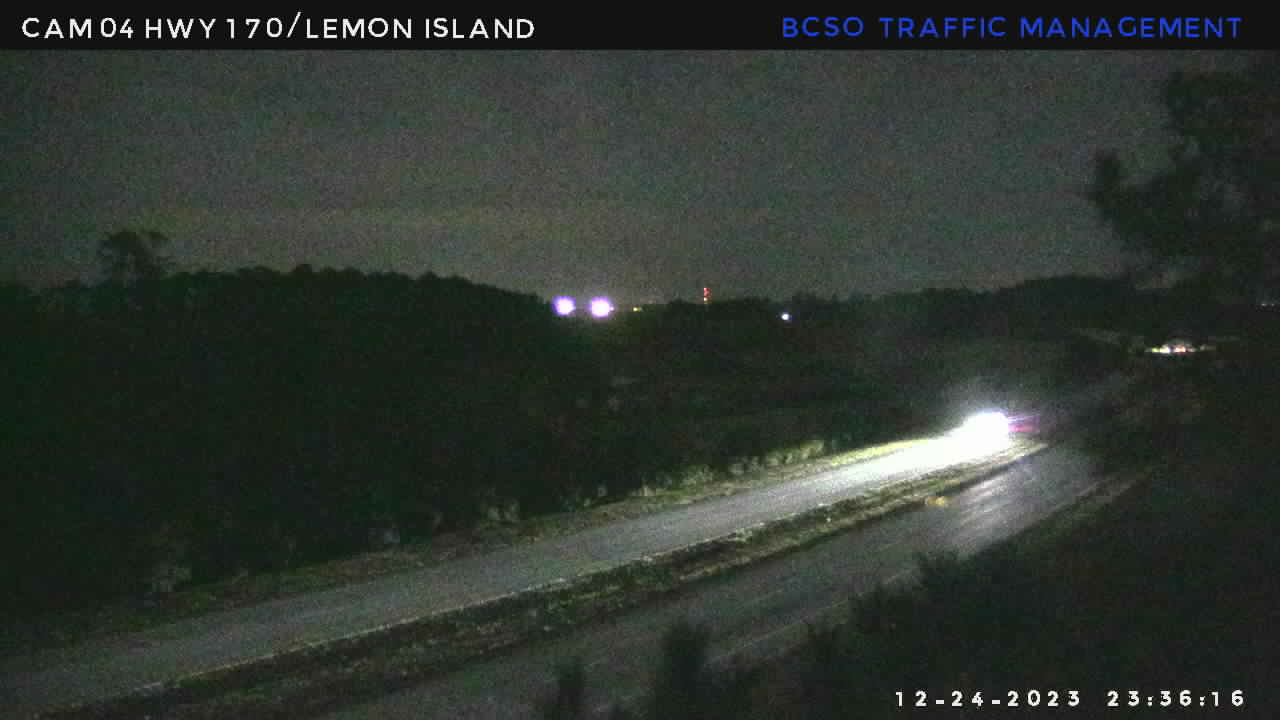 CAM04 HWY 170/LEMON ISLAND
BCSO TRAFFIC MANAGEMENT
12-24-2023 23:36:16